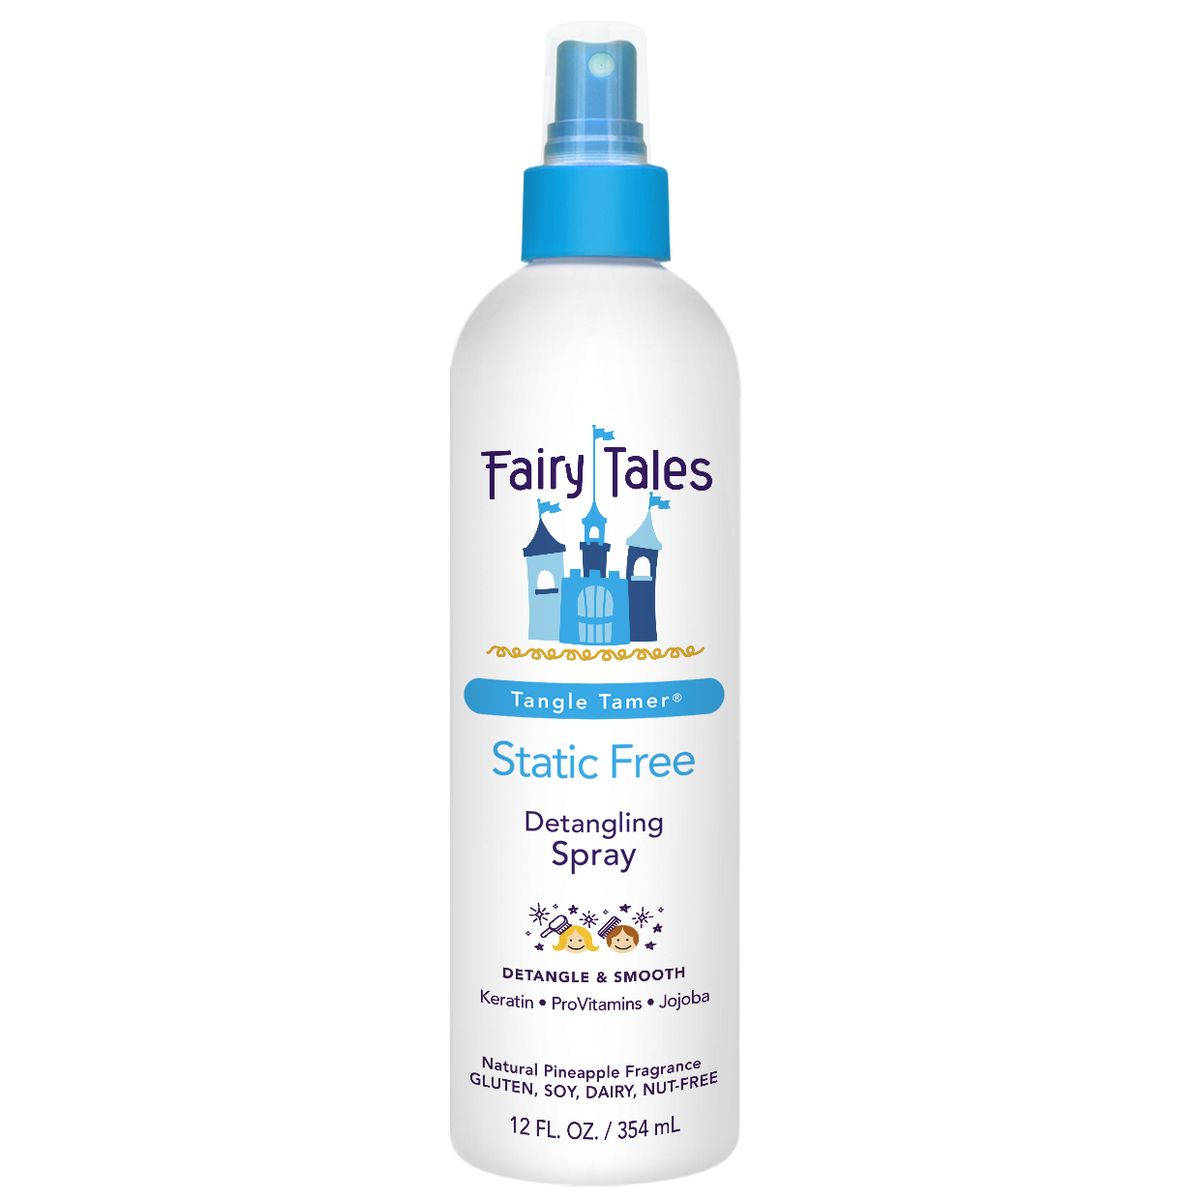 Fairy Tales
Tangle Tamer®
Static Free
Detangling
Spray
DETANGLE & SMOOTH
Keratin • ProVitamins • Jojoba
Natural Pineapple Fragrance
GLUTEN, SOY, DAIRY, NUT-FREE
12 FL. OZ. / 354 mL